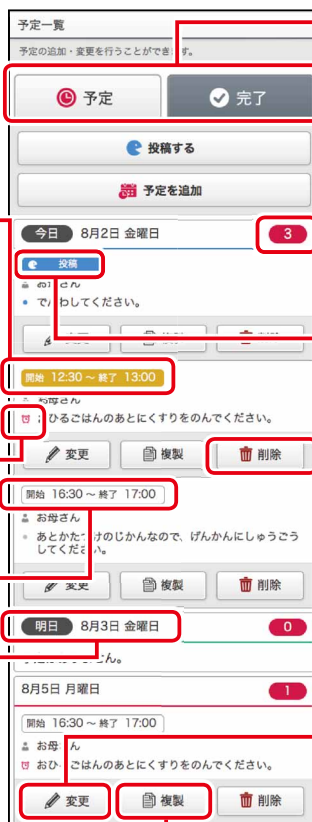 予定一覧
予定の追加・変更を行うことができます。
予定 完了
投稿する
予定を追加
今日 8月2日 金曜日 3
投稿
でんわしてください。
開始 12:30 ~ 終了 13:00
お母さん
ひるごはんのあとにくすりをのんでください。
変更 複製 削除
開始 16:30 ~ 終了 17:00
お母さん
あとかたづけのじかんなので、げんかんにしゅうごう
してください。
変更 複製 削除
明日 8月3日 金曜日 0
8月5日 月曜日 1
開始 16:30 ~ 終了 17:00
お母さん
おひるごはんのあとにくすりをのんでください。
変更 複製 削除